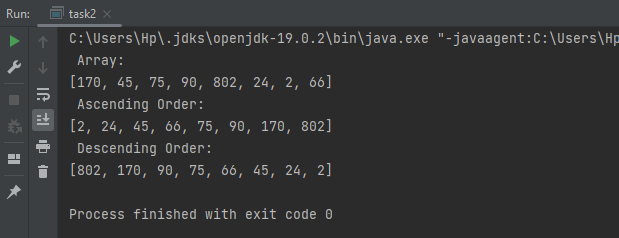 Run: task2
C:\Users\Hp\.jdks\openjdk-19.0.2\bin\java.exe "-javaagent:C:\Users\Hp
Array:
[170, 45, 75, 90, 802, 24, 2, 66]
Ascending Order:
[2, 24, 45, 66, 75, 90, 170, 802]
Descending Order:
[802, 170, 90, 75, 66, 45, 24, 2]
Process finished with exit code 0